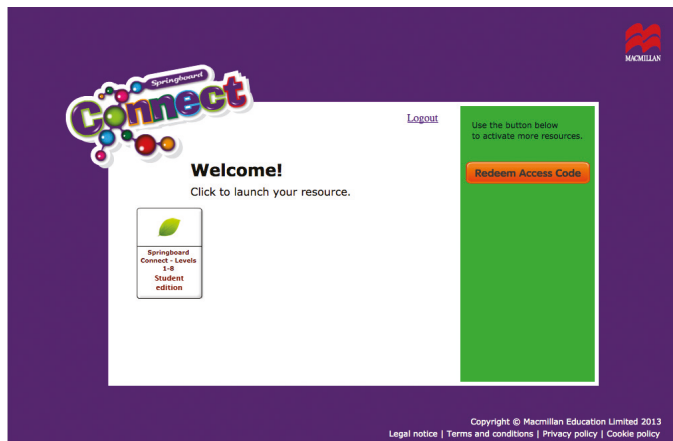 MACMILLAN
Springboard
Connect
Logout
Use the button below
to activate more resources.
Welcome!
Redeem Access Code
Click to launch your resource.
Springboard
Connect - Levels
1-8
Student
edition
Copyright © Macmillan Education Limited 2013
Legal notice | Terms and conditions | Privacy policy | Cookie policy